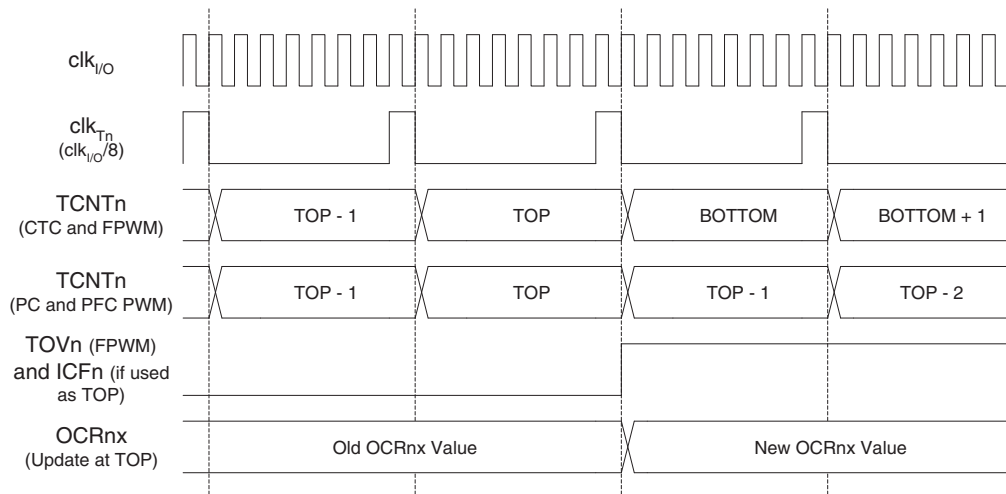 clkI/O
clkTn
(clkI/O/8)
TCNTn
(CTC and FPWM)
TOP - 1
TOP
BOTTOM
BOTTOM + 1
TCNTn
(PC and PFC PWM)
TOP - 1
TOP
TOP - 1
TOP - 2
TOVn (FPWM)
and ICFn (if used
as TOP)
OCRnx
(Update at TOP)
Old OCRnx Value
New OCRnx Value